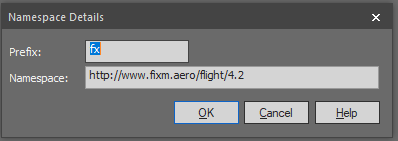 Namespace Details
Prefix: fx
Namespace: http://www.fixm.aero/flight/4.2
OK Cancel Help